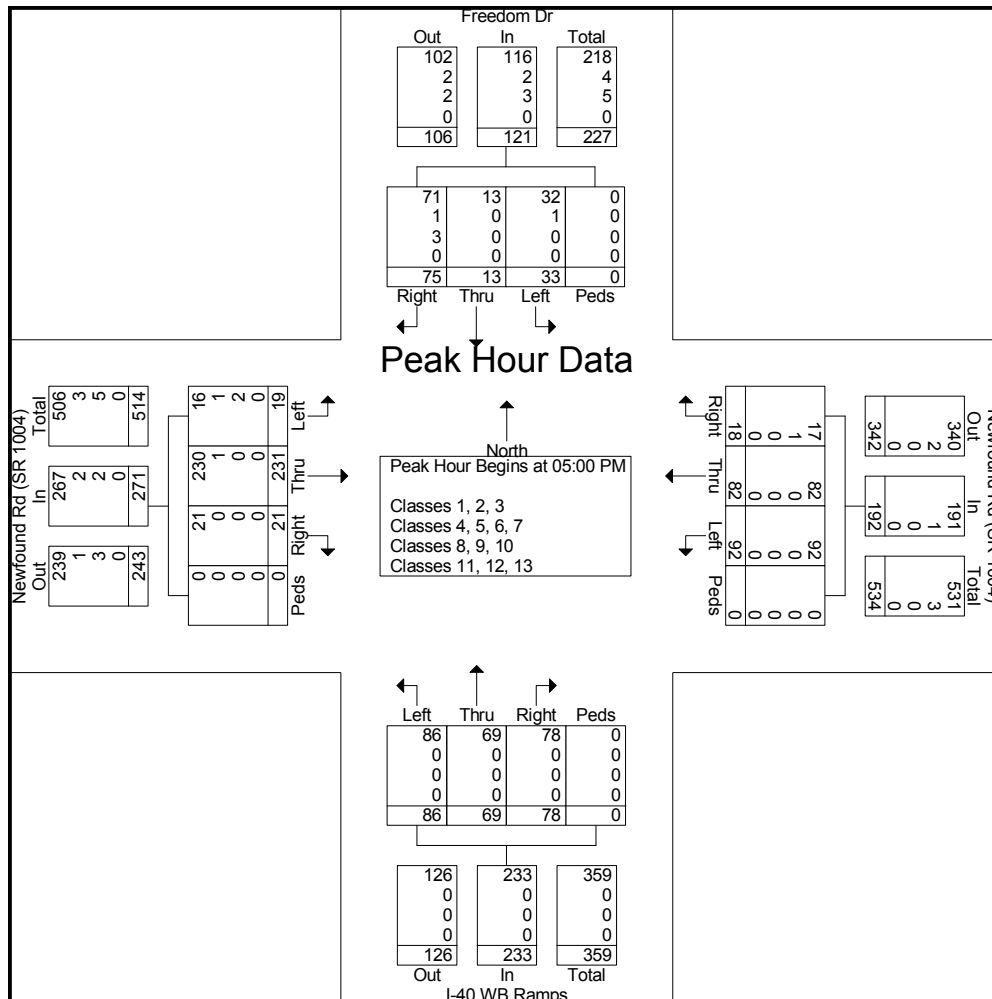 Freedom Dr
Out In Total
102 116 218
2 2 4
2 3 5
0 0 0
106 121 227
71 13 32 0
1 0 1 0
3 0 0 0
0 0 0 0
75 13 33 0
Right Thru Left Peds
Peak Hour Data
Newfound Rd (SR 1004)
Out In Total
239 267 506
1 2 3
3 2 5
0 0 0
243 271 514
Left Thru Right Peds
16 230 21 0
1 1 0 0
2 0 0 0
0 0 0 0
19 231 21 0
North
Peak Hour Begins at 05:00 PM
Classes 1, 2, 3
Classes 4, 5, 6, 7
Classes 8, 9, 10
Classes 11, 12, 13
Right Thru Left Peds
17 82 92 0
1 0 0 0
0 0 0 0
0 0 0 0
18 82 92 0
Newfound Rd (SR 1004)
Out In Total
340 191 531
2 1 3
0 0 0
0 0 0
342 192 534
Left Thru Right Peds
86 69 78 0
0 0 0 0
0 0 0 0
0 0 0 0
86 69 78 0
126 233 359
0 0 0
0 0 0
0 0 0
126 233 359
Out In Total
I-40 WB Ramps